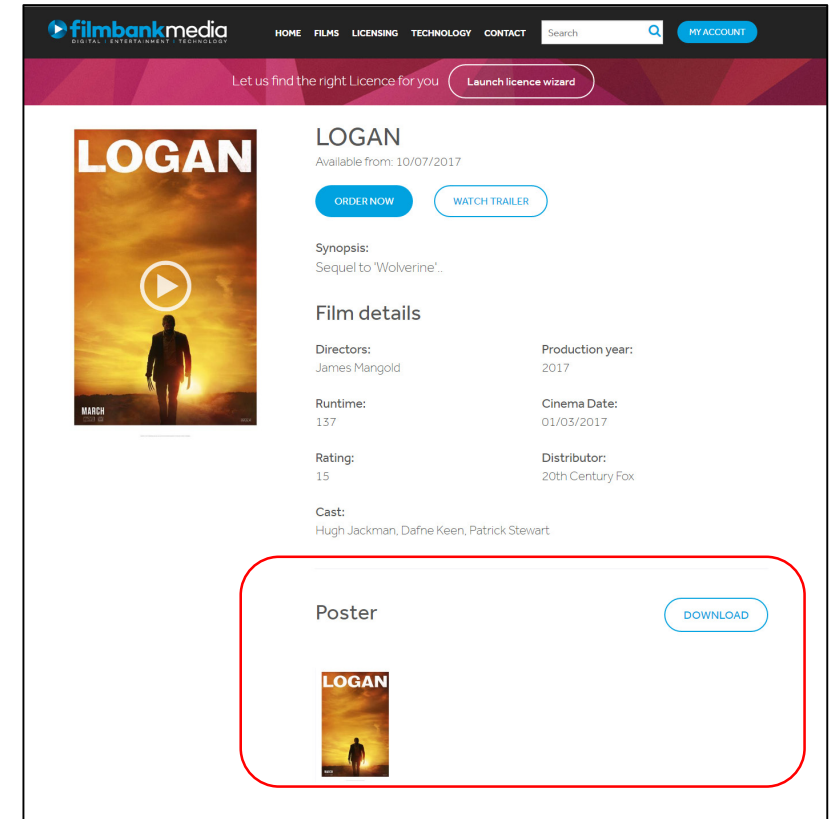 filmbankmedia
DIGITAL | ENTERTAINMENT | TECHNOLOGY
HOME FILMS LICENSING TECHNOLOGY CONTACT Search MY ACCOUNT
Let us find the right Licence for you Launch licence wizard
LOGAN
MARCH
LOGAN
Available from: 10/07/2017
ORDER NOW WATCH TRAILER
Synopsis:
Sequel to 'Wolverine'..
Film details
Directors: Production year:
James Mangold 2017
Runtime: Cinema Date:
137 01/03/2017
Rating: Distributor:
15 20th Century Fox
Cast:
Hugh Jackman, Dafne Keen, Patrick Stewart
Poster DOWNLOAD
LOGAN
MARCH